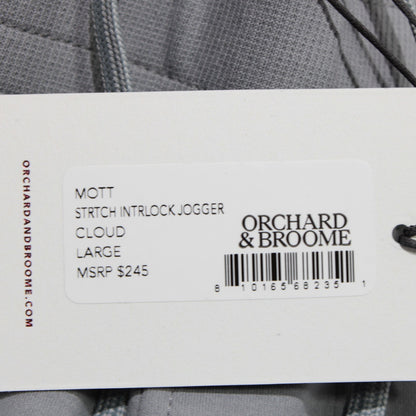 ORCHARDANDBROOME.COM
MOTT
STRTCH INTRLOCK JOGGER
CLOUD
LARGE
MSRP $245
ORCHARD
& BROOME
8 10165 68235 1